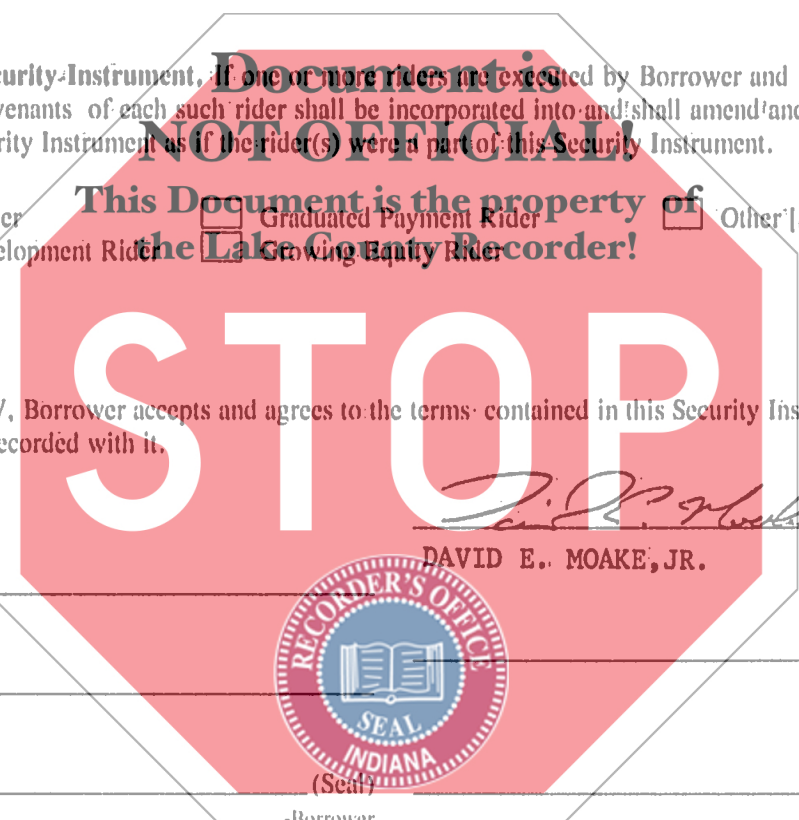 curity Instrument. If one or more riders are executed by Borrower and
Document is
venants of each such rider shall be incorporated into and shall amend and
NOT OFFICIAL!
rity Instrument as if the rider(s) were a part of this Security Instrument.
This Document is the property of
er Graduated Payment Rider Other [
the Lake County Recorder!
elopment Rider Growing Equity Rider
STOP
, Borrower accepts and agrees to the terms contained in this Security Ins
ecorded with it.
DAVID E. MOAKE, JR.
RECORDER'S OFFICE
SEAL
INDIANA
(Seal)
-Borrower